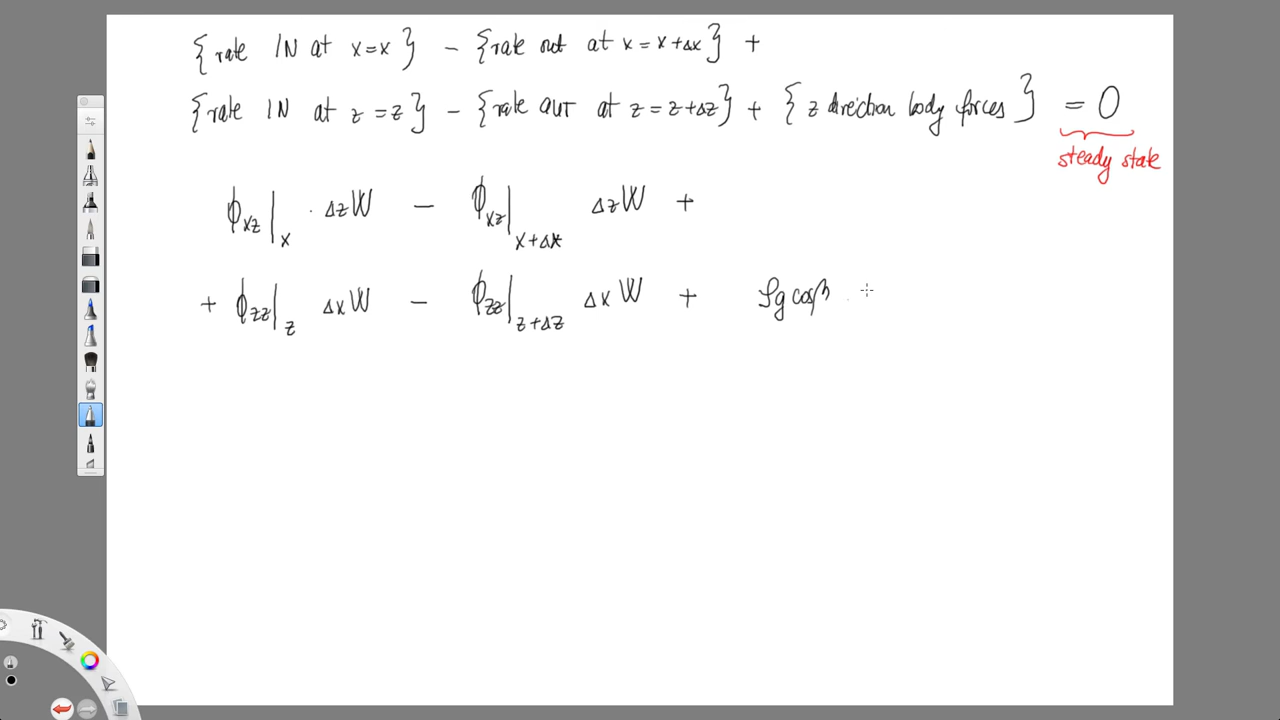 {rate IN at x=x} - {rate out at x = x+Δx} +
{rate IN at z = z} - {rate OUT at z = z+Δz} + {z direction body forces} = 0
steady state
ϕxz|x · ΔzW - ϕxz|x+Δx ΔzW +
+ ϕzz|z ΔxW - ϕzz|z+Δz ΔxW + ρg cosβ ·